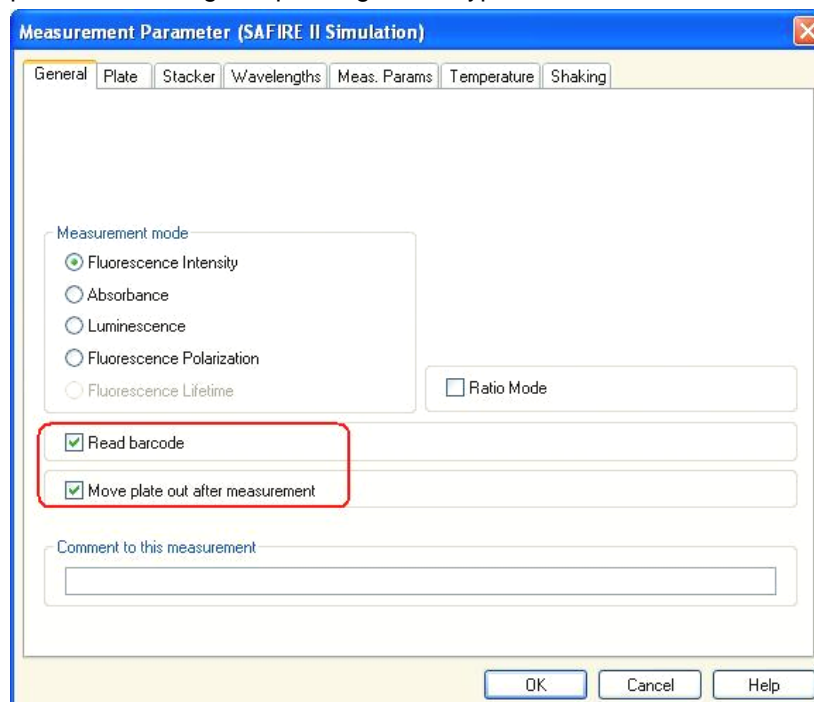 Measurement Parameter (SAFIRE II Simulation)
General Plate Stacker Wavelengths Meas. Params Temperature Shaking
Measurement mode
Fluorescence Intensity
Absorbance
Luminescence
Fluorescence Polarization
Fluorescence Lifetime
Ratio Mode
Read barcode
Move plate out after measurement
Comment to this measurement
OK Cancel Help